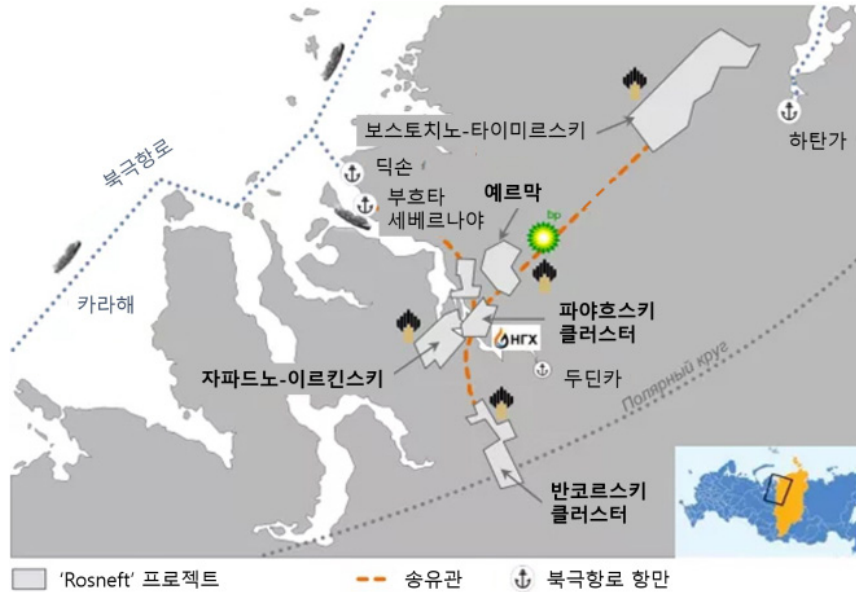 보스토치노-타이미르스키
하탄가
북극항로
딕손
부흐타
세베르나야
예르막
bp
카라해
파야흐스키
클러스터
НГХ
자파드노-이르킨스키
두딘카
Полярный круг
반코르스키
클러스터
'Rosneft' 프로젝트
송유관
북극항로 항만